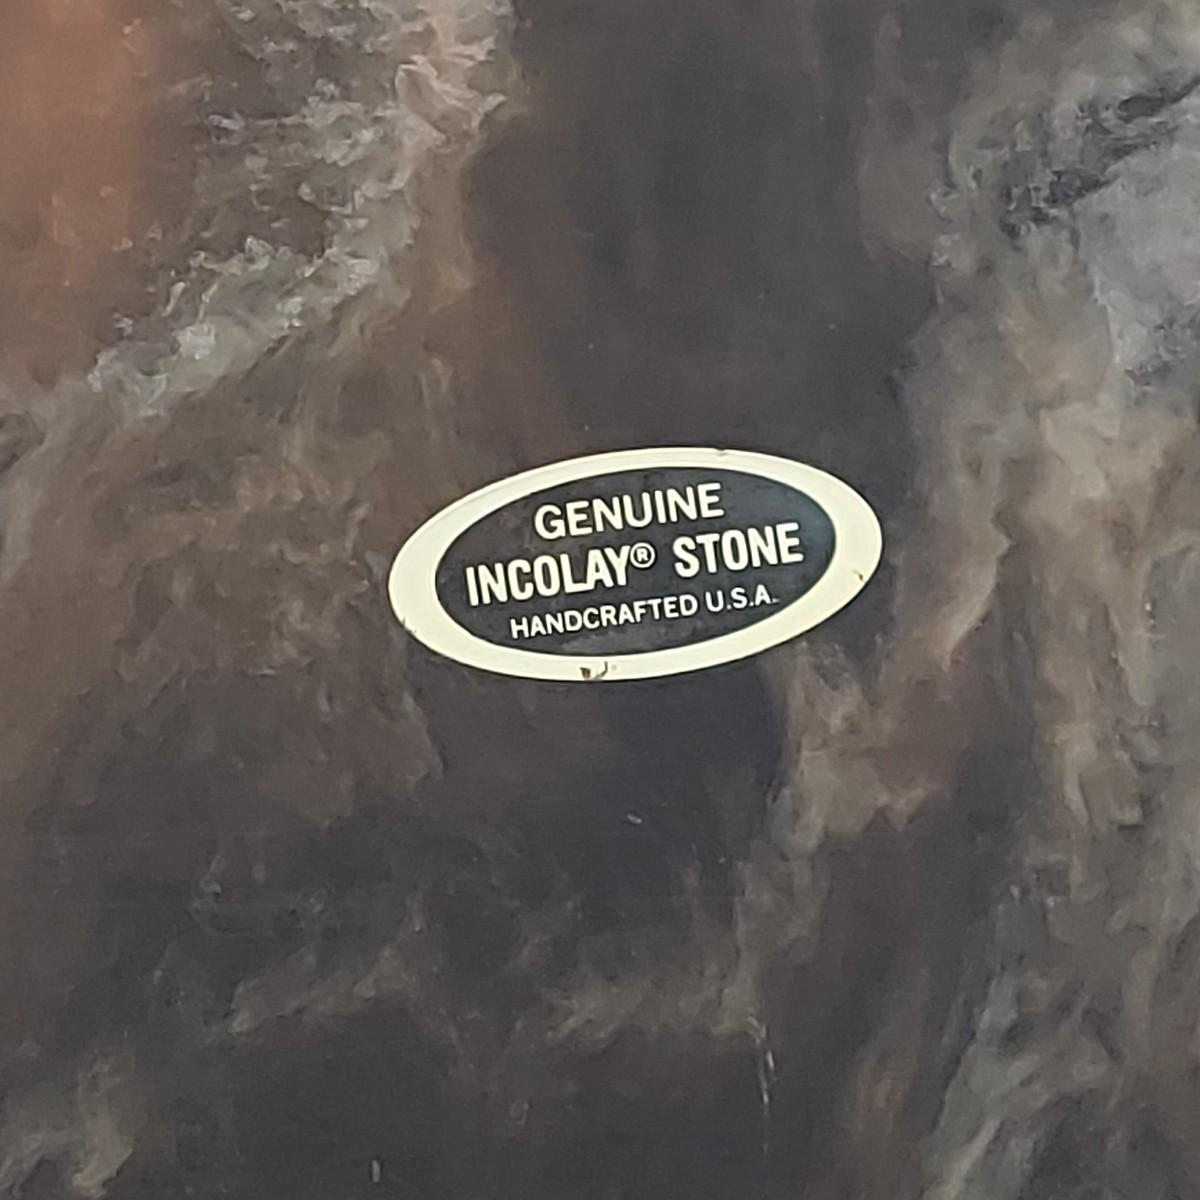 GENUINE
INCOLAY® STONE
HANDCRAFTED U.S.A.